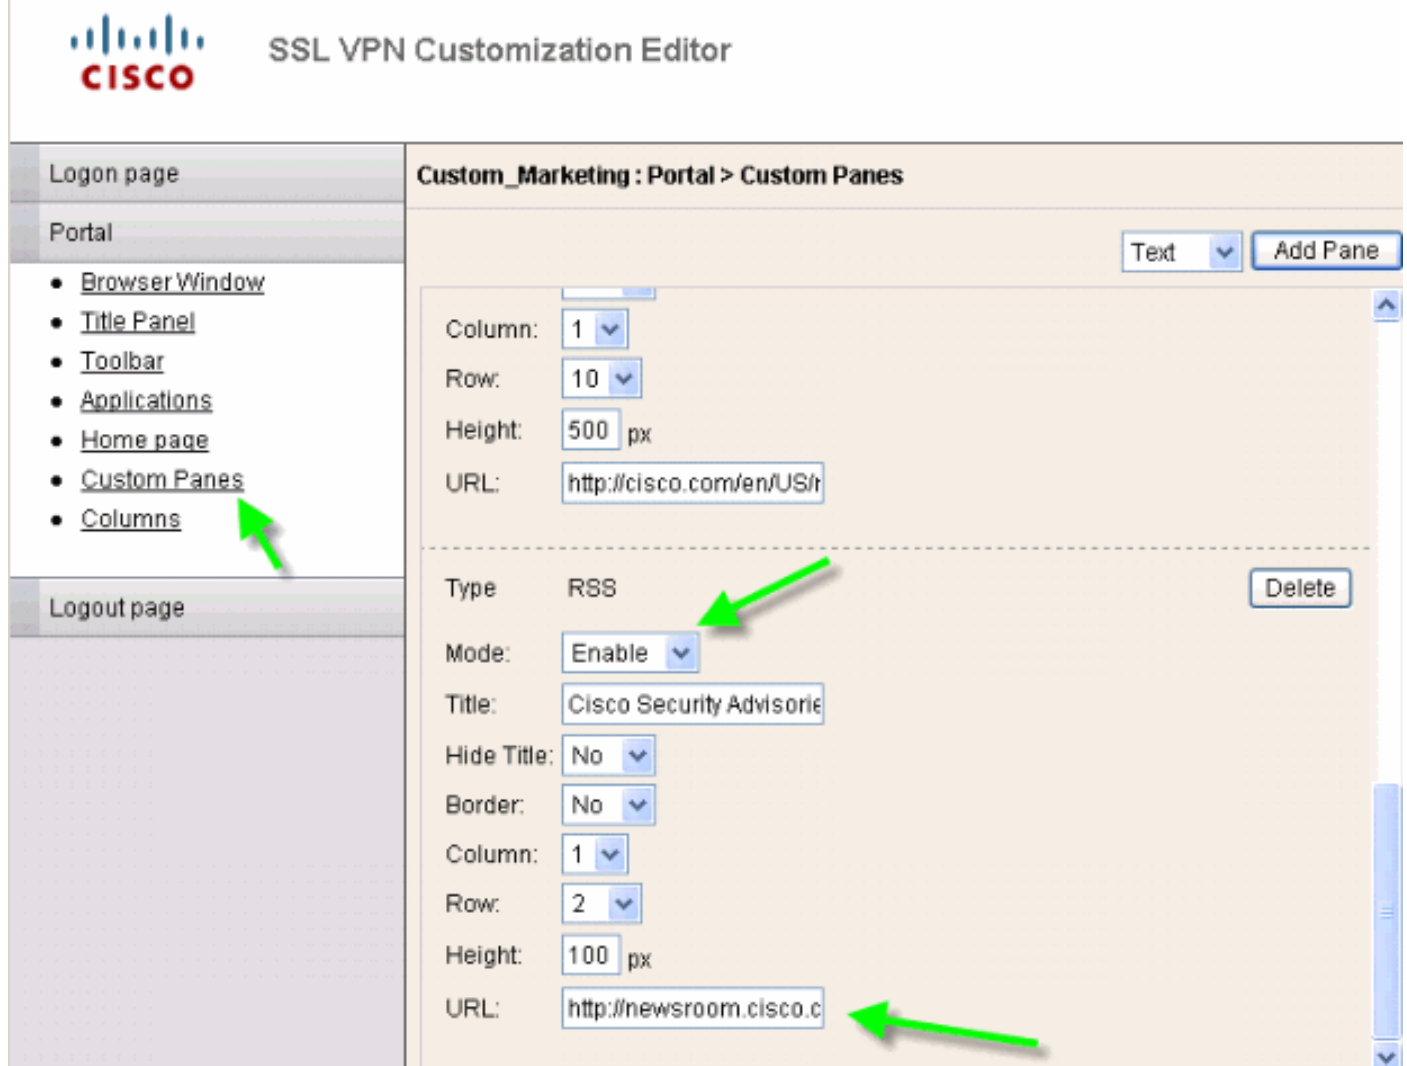 CISCO
SSL VPN Customization Editor
Logon page
Portal
Browser Window
Title Panel
Toolbar
Applications
Home page
Custom Panes
Columns
Logout page
Custom_Marketing : Portal > Custom Panes
Text Add Pane
Column: 1
Row: 10
Height: 500 px
URL: http://cisco.com/en/US/r
Type RSS Delete
Mode: Enable
Title: Cisco Security Advisorie
Hide Title: No
Border: No
Column: 1
Row: 2
Height: 100 px
URL: http://newsroom.cisco.c